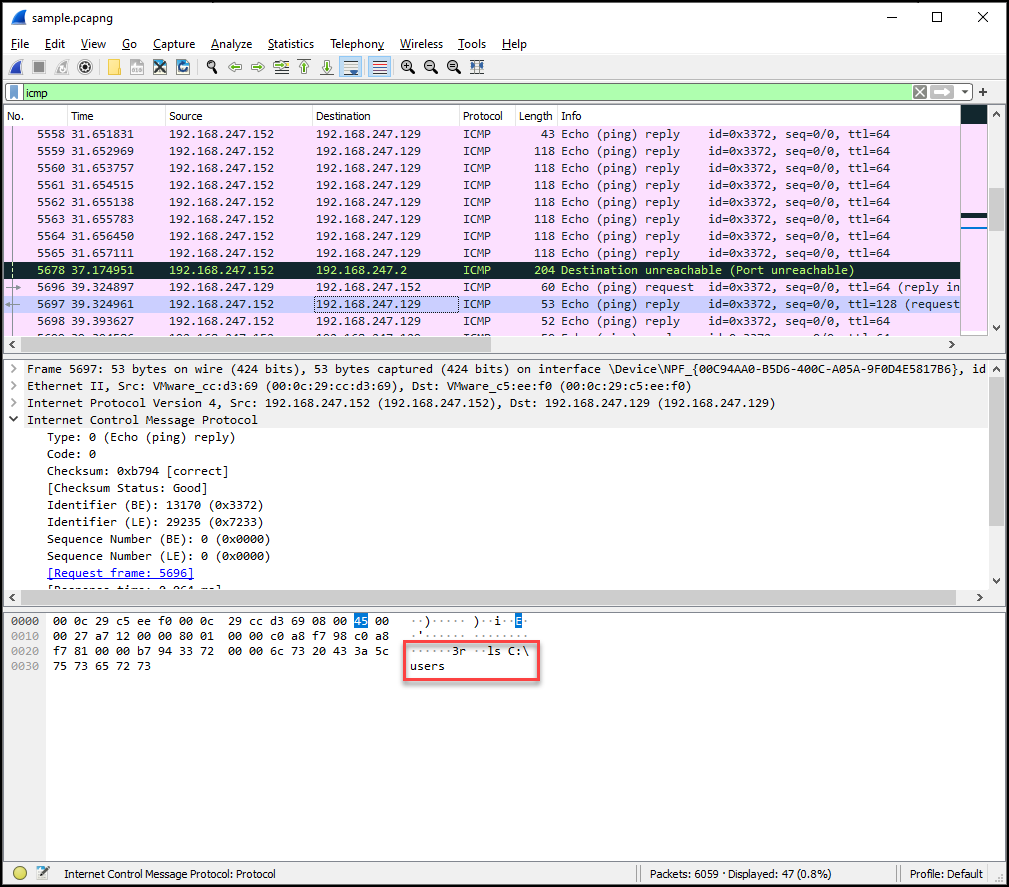 sample.pcapng
File Edit View Go Capture Analyze Statistics Telephony Wireless Tools Help
icmp
No. Time Source Destination Protocol Length Info
5558 31.651831 192.168.247.152 192.168.247.129 ICMP 43 Echo (ping) reply id=0x3372, seq=0/0, ttl=64
5559 31.652969 192.168.247.152 192.168.247.129 ICMP 118 Echo (ping) reply id=0x3372, seq=0/0, ttl=64
5560 31.653757 192.168.247.152 192.168.247.129 ICMP 118 Echo (ping) reply id=0x3372, seq=0/0, ttl=64
5561 31.654515 192.168.247.152 192.168.247.129 ICMP 118 Echo (ping) reply id=0x3372, seq=0/0, ttl=64
5562 31.655138 192.168.247.152 192.168.247.129 ICMP 118 Echo (ping) reply id=0x3372, seq=0/0, ttl=64
5563 31.655783 192.168.247.152 192.168.247.129 ICMP 118 Echo (ping) reply id=0x3372, seq=0/0, ttl=64
5564 31.656450 192.168.247.152 192.168.247.129 ICMP 118 Echo (ping) reply id=0x3372, seq=0/0, ttl=64
5565 31.657111 192.168.247.152 192.168.247.129 ICMP 118 Echo (ping) reply id=0x3372, seq=0/0, ttl=64
5678 37.174951 192.168.247.152 192.168.247.2 ICMP 204 Destination unreachable (Port unreachable)
5696 39.324897 192.168.247.129 192.168.247.152 ICMP 60 Echo (ping) request id=0x3372, seq=0/0, ttl=64 (reply in
5697 39.324961 192.168.247.152 192.168.247.129 ICMP 53 Echo (ping) reply id=0x3372, seq=0/0, ttl=128 (request
5698 39.393627 192.168.247.152 192.168.247.129 ICMP 52 Echo (ping) reply id=0x3372, seq=0/0, ttl=64
Frame 5697: 53 bytes on wire (424 bits), 53 bytes captured (424 bits) on interface \Device\NPF_{00C94AA0-B5D6-400C-A05A-9F0D4E5817B6}, id
Ethernet II, Src: VMware_cc:d3:69 (00:0c:29:cc:d3:69), Dst: VMware_c5:ee:f0 (00:0c:29:c5:ee:f0)
Internet Protocol Version 4, Src: 192.168.247.152 (192.168.247.152), Dst: 192.168.247.129 (192.168.247.129)
Internet Control Message Protocol
Type: 0 (Echo (ping) reply)
Code: 0
Checksum: 0xb794 [correct]
[Checksum Status: Good]
Identifier (BE): 13170 (0x3372)
Identifier (LE): 29235 (0x7233)
Sequence Number (BE): 0 (0x0000)
Sequence Number (LE): 0 (0x0000)
[Request frame: 5696]
0000 00 0c 29 c5 ee f0 00 0c 29 cc d3 69 08 00 45 00 ··)····· )··i··E·
0010 00 27 a7 12 00 00 80 01 00 00 c0 a8 f7 98 c0 a8 ·'······ ········
0020 f7 81 00 00 b7 94 33 72 00 00 6c 73 20 43 3a 5c ······3r ··ls C:\
0030 75 73 65 72 73 users
Internet Control Message Protocol: Protocol
Packets: 6059 · Displayed: 47 (0.8%)
Profile: Default